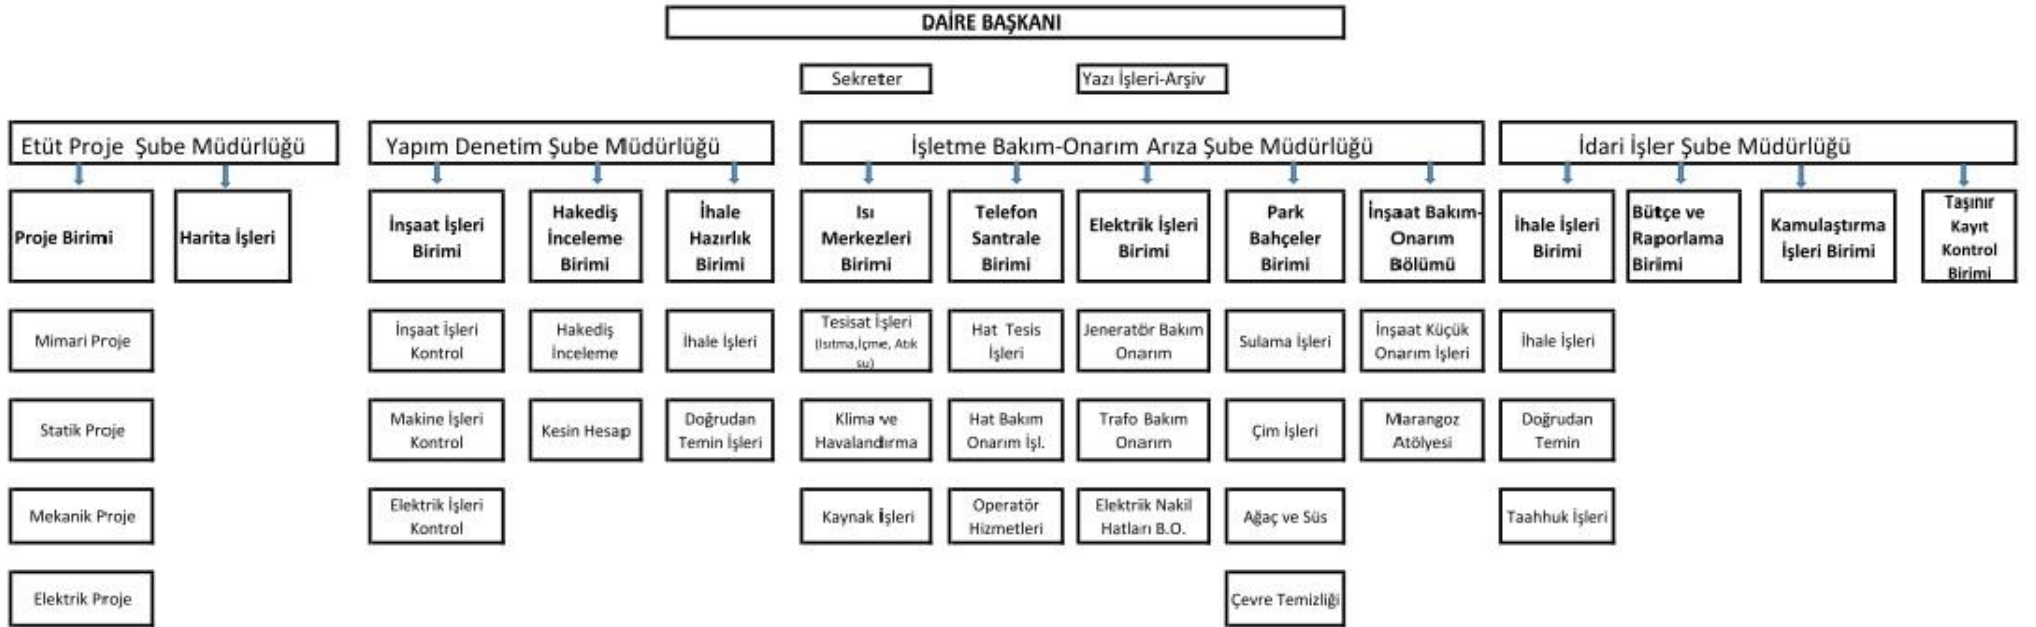 DAİRE BAŞKANI
Sekreter
Yazı İşleri-Arşiv
Etüt Proje Şube Müdürlüğü
Yapım Denetim Şube Müdürlüğü
İşletme Bakım-Onarım Arıza Şube Müdürlüğü
İdari İşler Şube Müdürlüğü
Proje Birimi
Harita İşleri
İnşaat İşleri
Birimi
Hakediş
İnceleme
Birimi
İhale
Hazırlık
Birimi
Isı
Merkezleri
Birimi
Telefon
Santrale
Birimi
Elektrik İşleri
Birimi
Park
Bahçeler
Birimi
İnşaat Bakım-
Onarım
Bölümü
İhale İşleri
Birimi
Bütçe ve
Raporlama
Birimi
Kamulaştırma
İşleri Birimi
Taşınır
Kayıt
Kontrol
Birimi
Mimari Proje
İnşaat İşleri
Kontrol
Hakediş
İnceleme
İhale İşleri
Tesisat İşleri
(Isıtma,İçme, Atık
su)
Hat Tesis
İşleri
Jeneratör Bakım
Onarım
Sulama İşleri
İnşaat Küçük
Onarım İşleri
İhale İşleri
Statik Proje
Makine İşleri
Kontrol
Kesin Hesap
Doğrudan
Temin İşleri
Klima ve
Havalandırma
Hat Bakım
Onarım İşl.
Trafo Bakım
Onarım
Çim İşleri
Marangoz
Atölyesi
Doğrudan
Temin
Mekanik Proje
Elektrik İşleri
Kontrol
Kaynak İşleri
Operatör
Hizmetleri
Elektrik Nakil
Hatları B.O.
Ağaç ve Süs
Taahhuk İşleri
Elektrik Proje
Çevre Temizliği